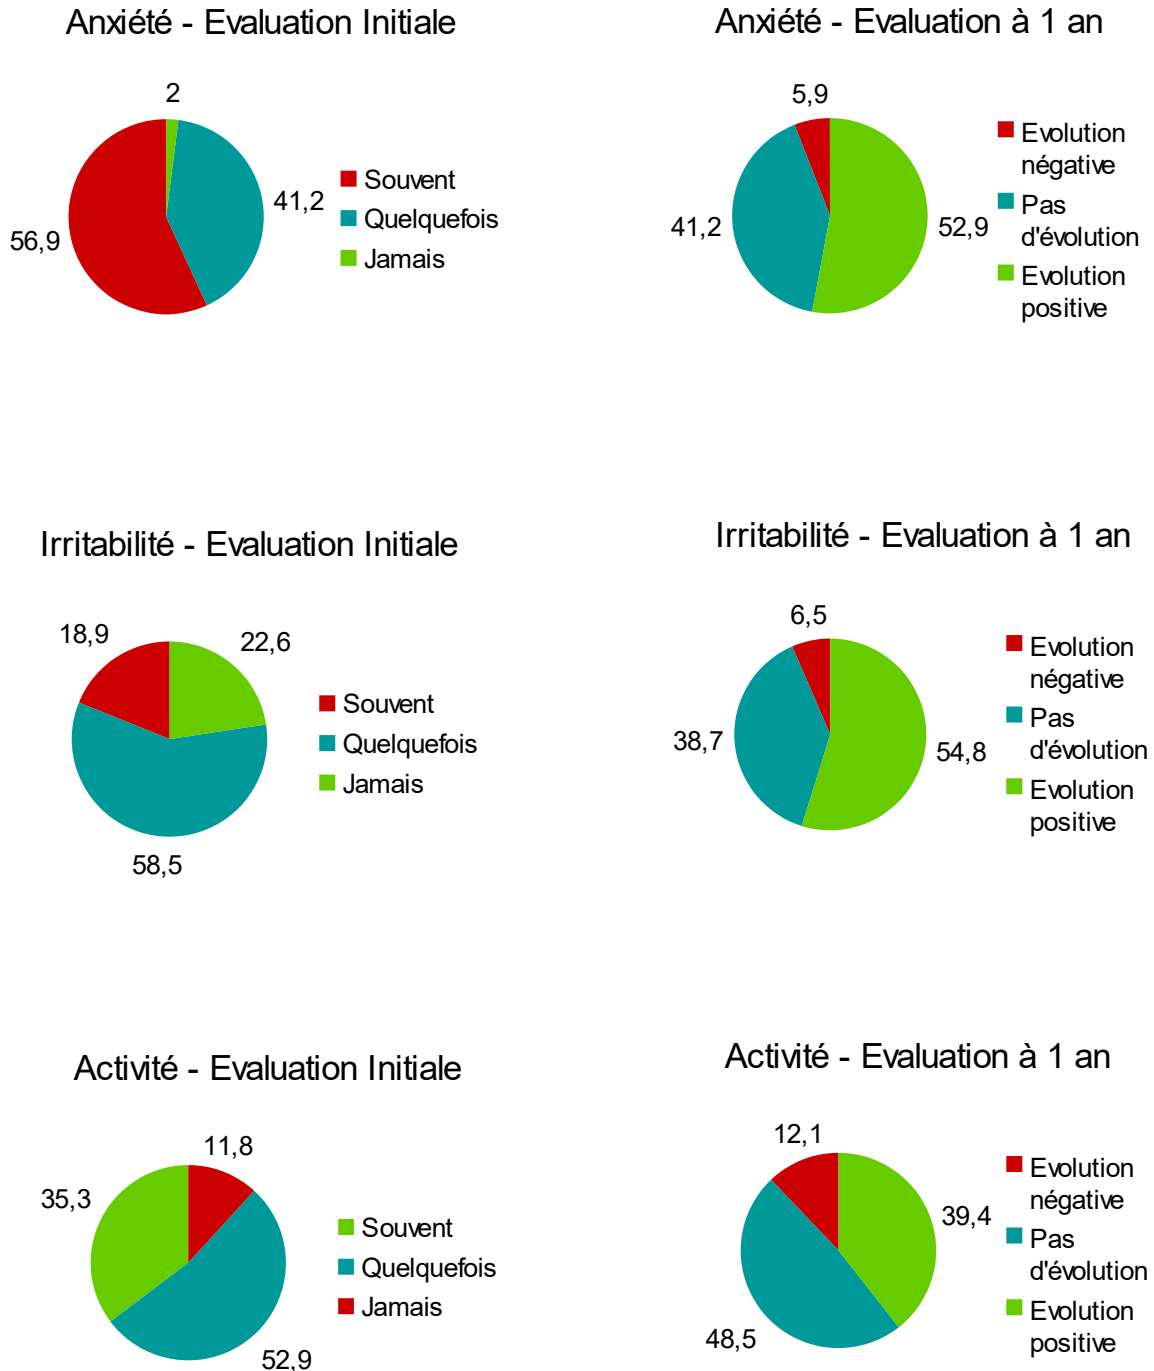 Anxiété - Evaluation Initiale
2
41,2
56,9
Souvent
Quelquefois
Jamais
Anxiété - Evaluation à 1 an
5,9
41,2
52,9
Evolution
négative
Pas
d'évolution
Evolution
positive
Irritabilité - Evaluation Initiale
18,9
22,6
58,5
Souvent
Quelquefois
Jamais
Irritabilité - Evaluation à 1 an
6,5
38,7
54,8
Evolution
négative
Pas
d'évolution
Evolution
positive
Activité - Evaluation Initiale
11,8
35,3
52,9
Souvent
Quelquefois
Jamais
Activité - Evaluation à 1 an
12,1
39,4
48,5
Evolution
négative
Pas
d'évolution
Evolution
positive